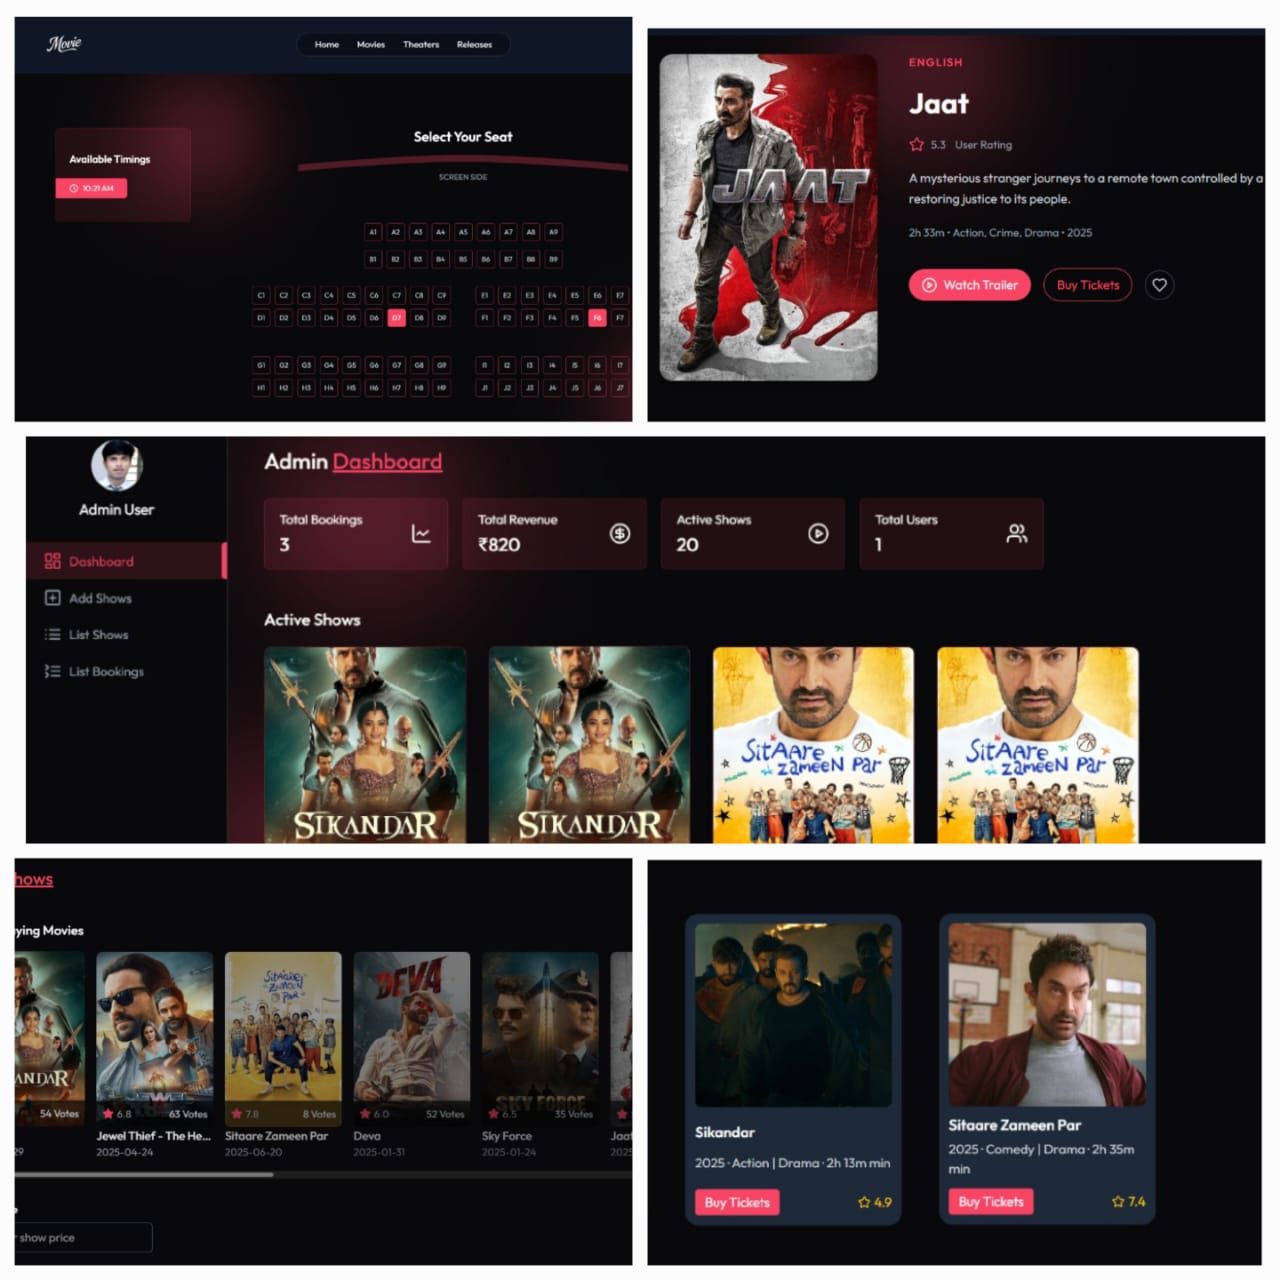 Movie
Home Movies Theaters Releases
Available Timings
10:21 AM
Select Your Seat
SCREEN SIDE
A1 A2 A3 A4 A5 A6 A7 A8 A9
B1 B2 B3 B4 B5 B6 B7 B8 B9
C1 C2 C3 C4 C5 C6 C7 C8 C9 E1 E2 E3 E4 E5 E6 E7
D1 D2 D3 D4 D5 D6 D7 D8 D9 F1 F2 F3 F4 F5 F6 F7
G1 G2 G3 G4 G5 G6 G7 G8 G9 I1 I2 I3 I4 I5 I6 I7
H1 H2 H3 H4 H5 H6 H7 H8 H9 J1 J2 J3 J4 J5 J6 J7
JAAT
ENGLISH
Jaat
5.3 User Rating
A mysterious stranger journeys to a remote town controlled by a
restoring justice to its people.
2h 33m • Action, Crime, Drama • 2025
Watch Trailer Buy Tickets
Admin User
Dashboard
Add Shows
List Shows
List Bookings
Admin Dashboard
Total Bookings
3
Total Revenue
₹820
Active Shows
20
Total Users
1
Active Shows
SIKANDAR
SIKANDAR
SitAAre
zAmeeN PAr
SitAAre
zAmeeN PAr
hows
ying Movies
ANDAR
54 Votes
29
6.8 63 Votes
Jewel Thief - The He...
2025-04-24
Sitaare
Zameen
Par
7.8 8 Votes
Sitaare Zameen Par
2025-06-20
DEVA
6.0 52 Votes
Deva
2025-01-31
SKY FORCE
6.5 35 Votes
Sky Force
2025-01-24
Jaat
show price
Sikandar
2025 · Action | Drama · 2h 13m min
Buy Tickets 4.9
Sitaare Zameen Par
2025 · Comedy | Drama · 2h 35m
min
Buy Tickets 7.4